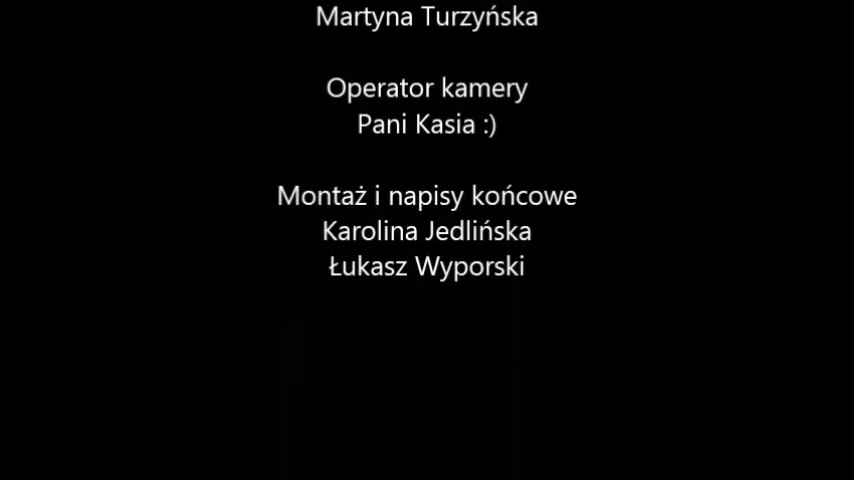 Martyna Turzyńska
Operator kamery
Pani Kasia :)
Montaż i napisy końcowe
Karolina Jedlińska
Łukasz Wyporski